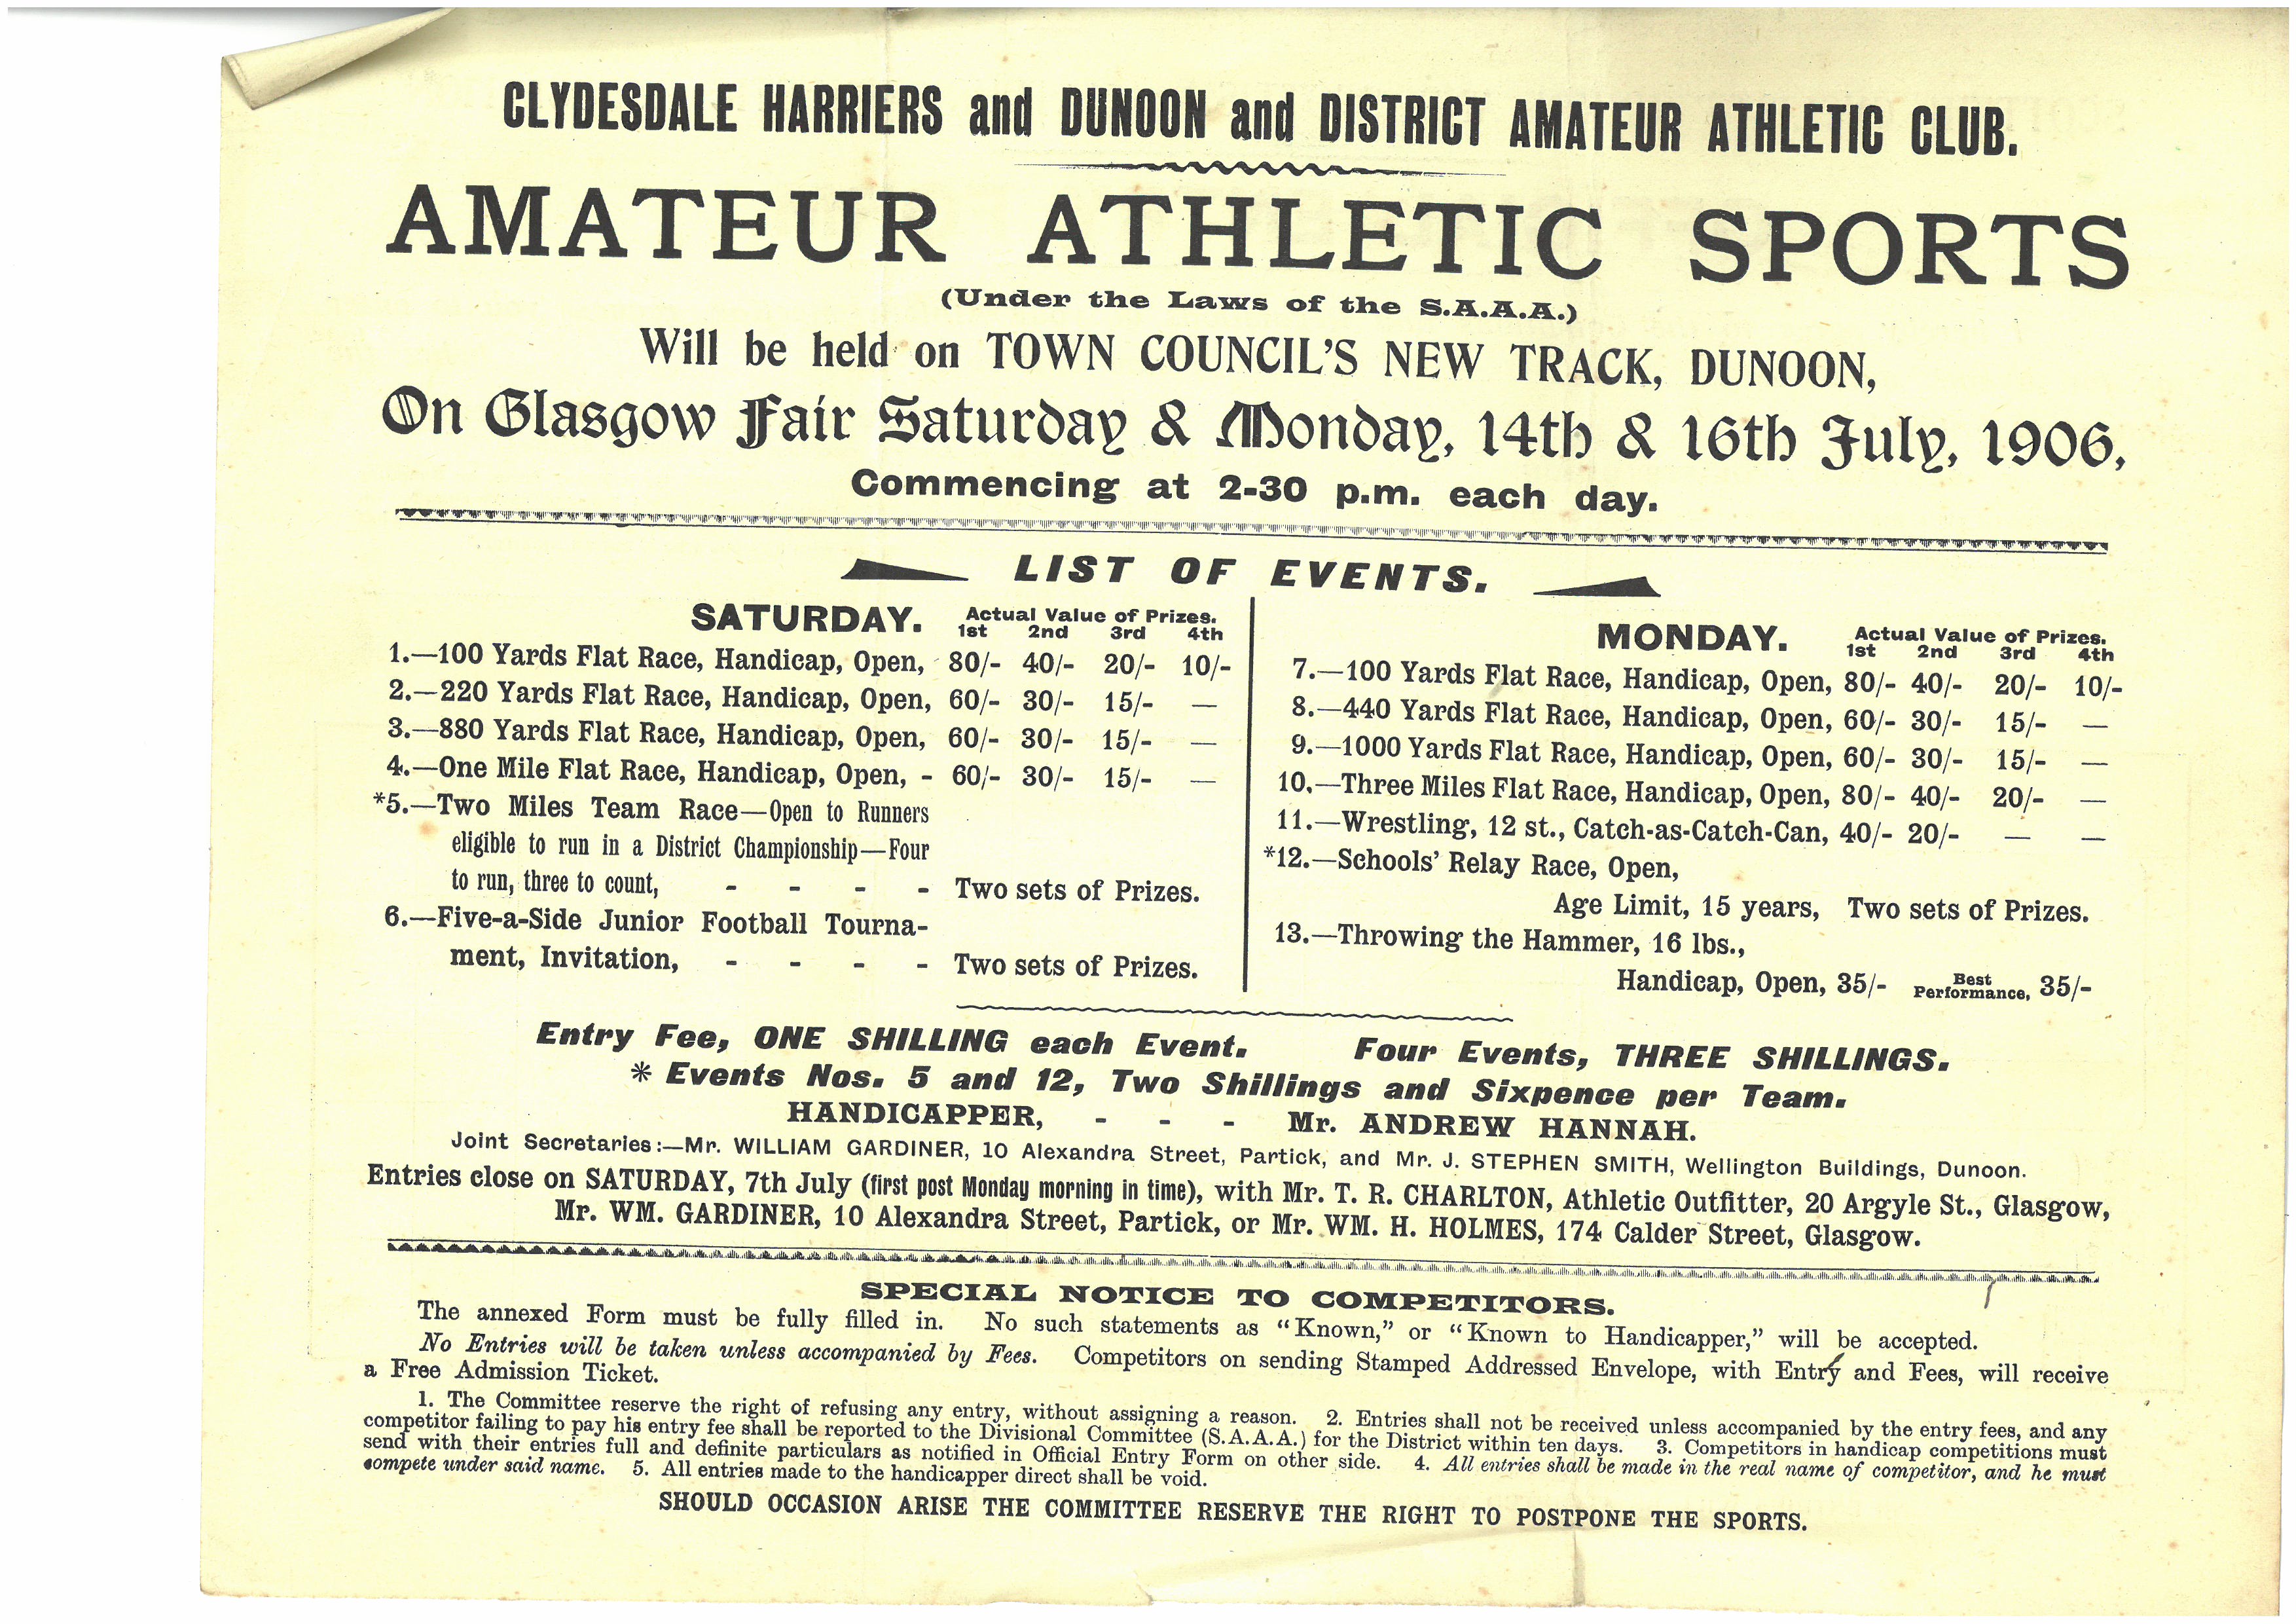 CLYDESDALE HARRIERS and DUNOON and DISTRICT AMATEUR ATHLETIC CLUB.
AMATEUR ATHLETIC SPORTS
(Under the Laws of the S.A.A.A.)
Will be held on TOWN COUNCIL'S NEW TRACK, DUNOON,
On Glasgow Fair Saturday & Monday, 14th & 16th July, 1906,
Commencing at 2-30 p.m. each day.
LIST OF EVENTS.
SATURDAY. Actual Value of Prizes.
1st 2nd 3rd 4th
1.—100 Yards Flat Race, Handicap, Open, 80/- 40/- 20/- 10/-
2.—220 Yards Flat Race, Handicap, Open, 60/- 30/- 15/- —
3.—880 Yards Flat Race, Handicap, Open, 60/- 30/- 15/- —
4.—One Mile Flat Race, Handicap, Open, - 60/- 30/- 15/- —
*5.—Two Miles Team Race—Open to Runners
eligible to run in a District Championship—Four
to run, three to count, - - - - Two sets of Prizes.
6.—Five-a-Side Junior Football Tourna-
ment, Invitation, - - - - Two sets of Prizes.
MONDAY. Actual Value of Prizes.
1st 2nd 3rd 4th
7.—100 Yards Flat Race, Handicap, Open, 80/- 40/- 20/- 10/-
8.—440 Yards Flat Race, Handicap, Open, 60/- 30/- 15/- —
9.—1000 Yards Flat Race, Handicap, Open, 60/- 30/- 15/- —
10.—Three Miles Flat Race, Handicap, Open, 80/- 40/- 20/- —
11.—Wrestling, 12 st., Catch-as-Catch-Can, 40/- 20/- — —
*12.—Schools' Relay Race, Open,
Age Limit, 15 years, Two sets of Prizes.
13.—Throwing the Hammer, 16 lbs.,
Handicap, Open, 35/- Best Performance, 35/-
Entry Fee, ONE SHILLING each Event. Four Events, THREE SHILLINGS.
* Events Nos. 5 and 12, Two Shillings and Sixpence per Team.
HANDICAPPER, - - - Mr. ANDREW HANNAH.
Joint Secretaries:—Mr. WILLIAM GARDINER, 10 Alexandra Street, Partick, and Mr. J. STEPHEN SMITH, Wellington Buildings, Dunoon.
Entries close on SATURDAY, 7th July (first post Monday morning in time), with Mr. T. R. CHARLTON, Athletic Outfitter, 20 Argyle St., Glasgow,
Mr. WM. GARDINER, 10 Alexandra Street, Partick, or Mr. WM. H. HOLMES, 174 Calder Street, Glasgow.
SPECIAL NOTICE TO COMPETITORS.
The annexed Form must be fully filled in. No such statements as "Known," or "Known to Handicapper," will be accepted.
No Entries will be taken unless accompanied by Fees. Competitors on sending Stamped Addressed Envelope, with Entry and Fees, will receive
a Free Admission Ticket.
1. The Committee reserve the right of refusing any entry, without assigning a reason. 2. Entries shall not be received unless accompanied by the entry fees, and any
competitor failing to pay his entry fee shall be reported to the Divisional Committee (S.A.A.A.) for the District within ten days. 3. Competitors in handicap competitions must
send with their entries full and definite particulars as notified in Official Entry Form on other side. 4. All entries shall be made in the real name of competitor, and he must
compete under said name. 5. All entries made to the handicapper direct shall be void.
SHOULD OCCASION ARISE THE COMMITTEE RESERVE THE RIGHT TO POSTPONE THE SPORTS.